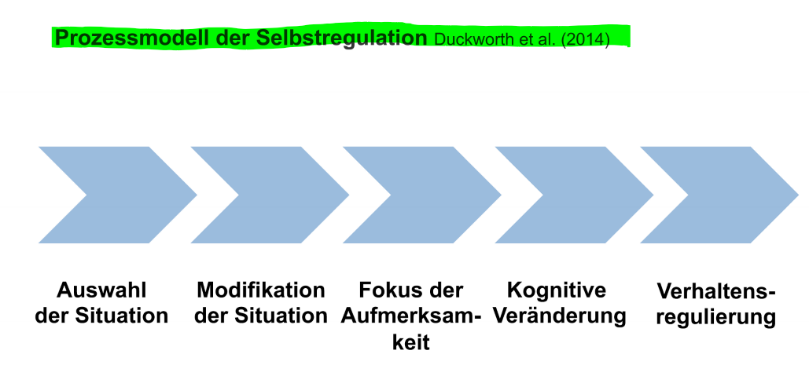 Prozessmodell der Selbstregulation Duckworth et al. (2014)
Auswahl
der Situation
Modifikation
der Situation
Fokus der
Aufmerksam-
keit
Kognitive
Veränderung
Verhaltens-
regulierung